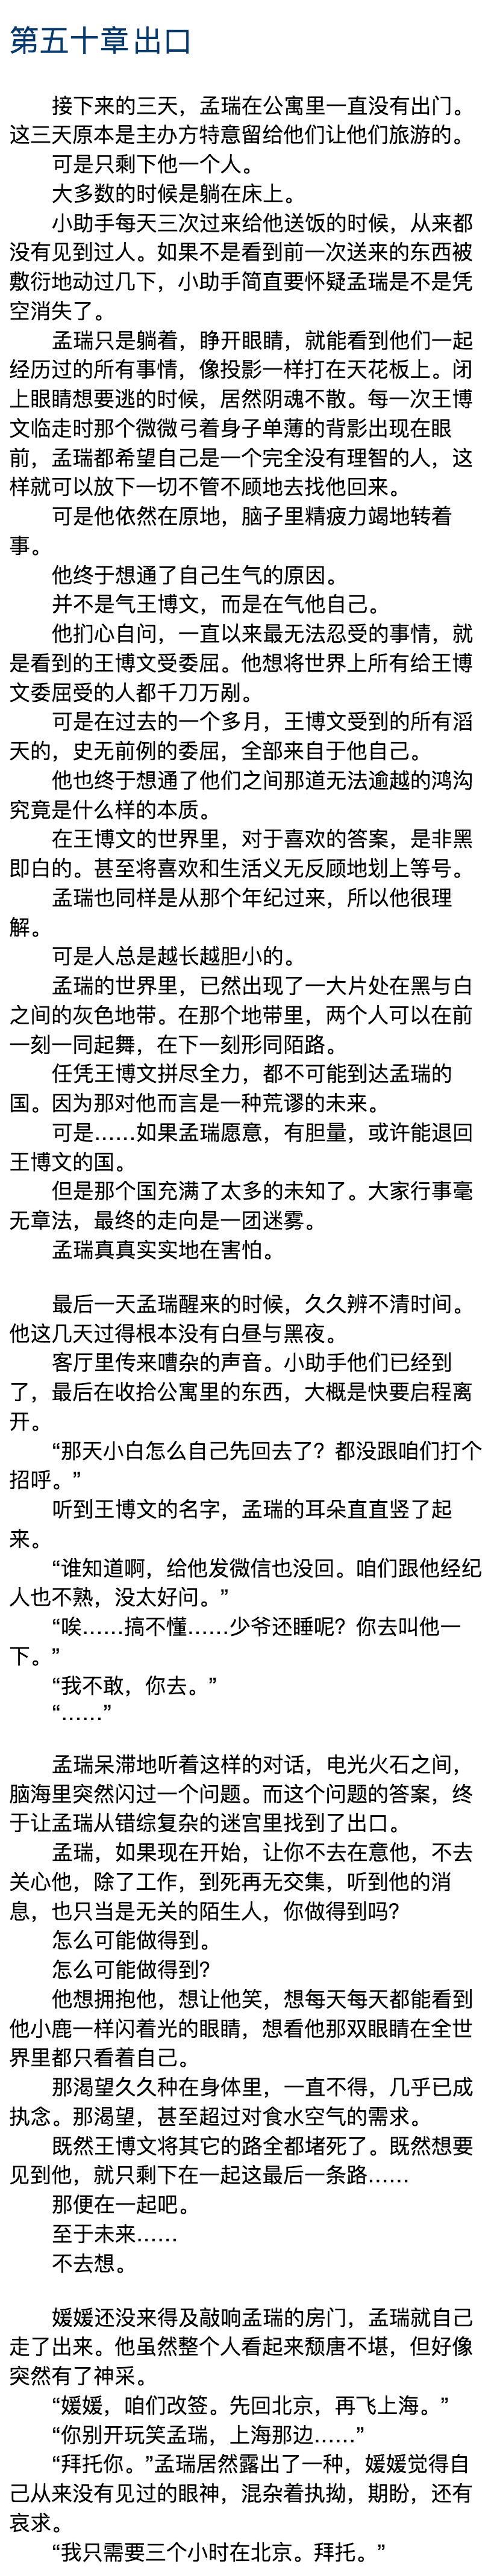 第五十章 出口
接下来的三天，孟瑞在公寓里一直没有出门。
这三天原本是主办方特意留给他们让他们旅游的。
可是只剩下他一个人。
大多数的时候是躺在床上。
小助手每天三次过来给他送饭的时候，从来都
没有见到过人。如果不是看到前一次送来的东西被
敷衍地动过几下，小助手简直要怀疑孟瑞是不是凭
空消失了。
孟瑞只是躺着，睁开眼睛，就能看到他们一起
经历过的所有事情，像投影一样打在天花板上。闭
上眼睛想要逃的时候，居然阴魂不散。每一次王博
文临走时那个微微弓着身子单薄的背影出现在眼
前，孟瑞都希望自己是一个完全没有理智的人，这
样就可以放下一切不管不顾地去找他回来。
可是他依然在原地，脑子里精疲力竭地转着
事。
他终于想通了自己生气的原因。
并不是气王博文，而是在气他自己。
他扪心自问，一直以来最无法忍受的事情，就
是看到的王博文受委屈。他想将世界上所有给王博
文委屈受的人都千刀万剐。
可是在过去的一个多月，王博文受到的所有滔
天的，史无前例的委屈，全部来自于他自己。
他也终于想通了他们之间那道无法逾越的鸿沟
究竟是什么样的本质。
在王博文的世界里，对于喜欢的答案，是非黑
即白的。甚至将喜欢和生活义无反顾地划上等号。
孟瑞也同样是从那个年纪过来，所以他很理
解。
可是人总是越长越胆小的。
孟瑞的世界里，已然出现了一大片处在黑与白
之间的灰色地带。在那个地带里，两个人可以在前
一刻一同起舞，在下一刻形同陌路。
任凭王博文拼尽全力，都不可能到达孟瑞的
国。因为那对他而言是一种荒谬的未来。
可是……如果孟瑞愿意，有胆量，或许能退回
王博文的国。
但是那个国充满了太多的未知了。大家行事毫
无章法，最终的走向是一团迷雾。
孟瑞真真实实地在害怕。
最后一天孟瑞醒来的时候，久久辨不清时间。
他这几天过得根本没有白昼与黑夜。
客厅里传来嘈杂的声音。小助手他们已经到
了，最后在收拾公寓里的东西，大概是快要启程离
开。
“那天小白怎么自己先回去了？都没跟咱们打个
招呼。”
听到王博文的名字，孟瑞的耳朵直直竖了起
来。
“谁知道啊，给他发微信也没回。咱们跟他经纪
人也不熟，没太好问。”
“唉……搞不懂……少爷还睡呢？你去叫他一
下。”
“我不敢，你去。”
“……”
孟瑞呆滞地听着这样的对话，电光火石之间，
脑海里突然闪过一个问题。而这个问题的答案，终
于让孟瑞从错综复杂的迷宫里找到了出口。
孟瑞，如果现在开始，让你不去在意他，不去
关心他，除了工作，到死再无交集，听到他的消
息，也只当是无关的陌生人，你做得到吗？
怎么可能做得到。
怎么可能做得到？
他想拥抱他，想让他笑，想每天每天都能看到
他小鹿一样闪着光的眼睛，想看他那双眼睛在全世
界里都只看着自己。
那渴望久久种在身体里，一直不得，几乎已成
执念。那渴望，甚至超过对食水空气的需求。
既然王博文将其它的路全都堵死了。既然想要
见到他，就只剩下在一起这最后一条路……
那便在一起吧。
至于未来……
不去想。
媛媛还没来得及敲响孟瑞的房门，孟瑞就自己
走了出来。他虽然整个人看起来颓唐不堪，但好像
突然有了神采。
“媛媛，咱们改签。先回北京，再飞上海。”
“你别开玩笑孟瑞，上海那边……”
“拜托你。”孟瑞居然露出了一种，媛媛觉得自
己从来没有见过的眼神，混杂着执拗，期盼，还有
哀求。
“我只需要三个小时在北京。拜托。”